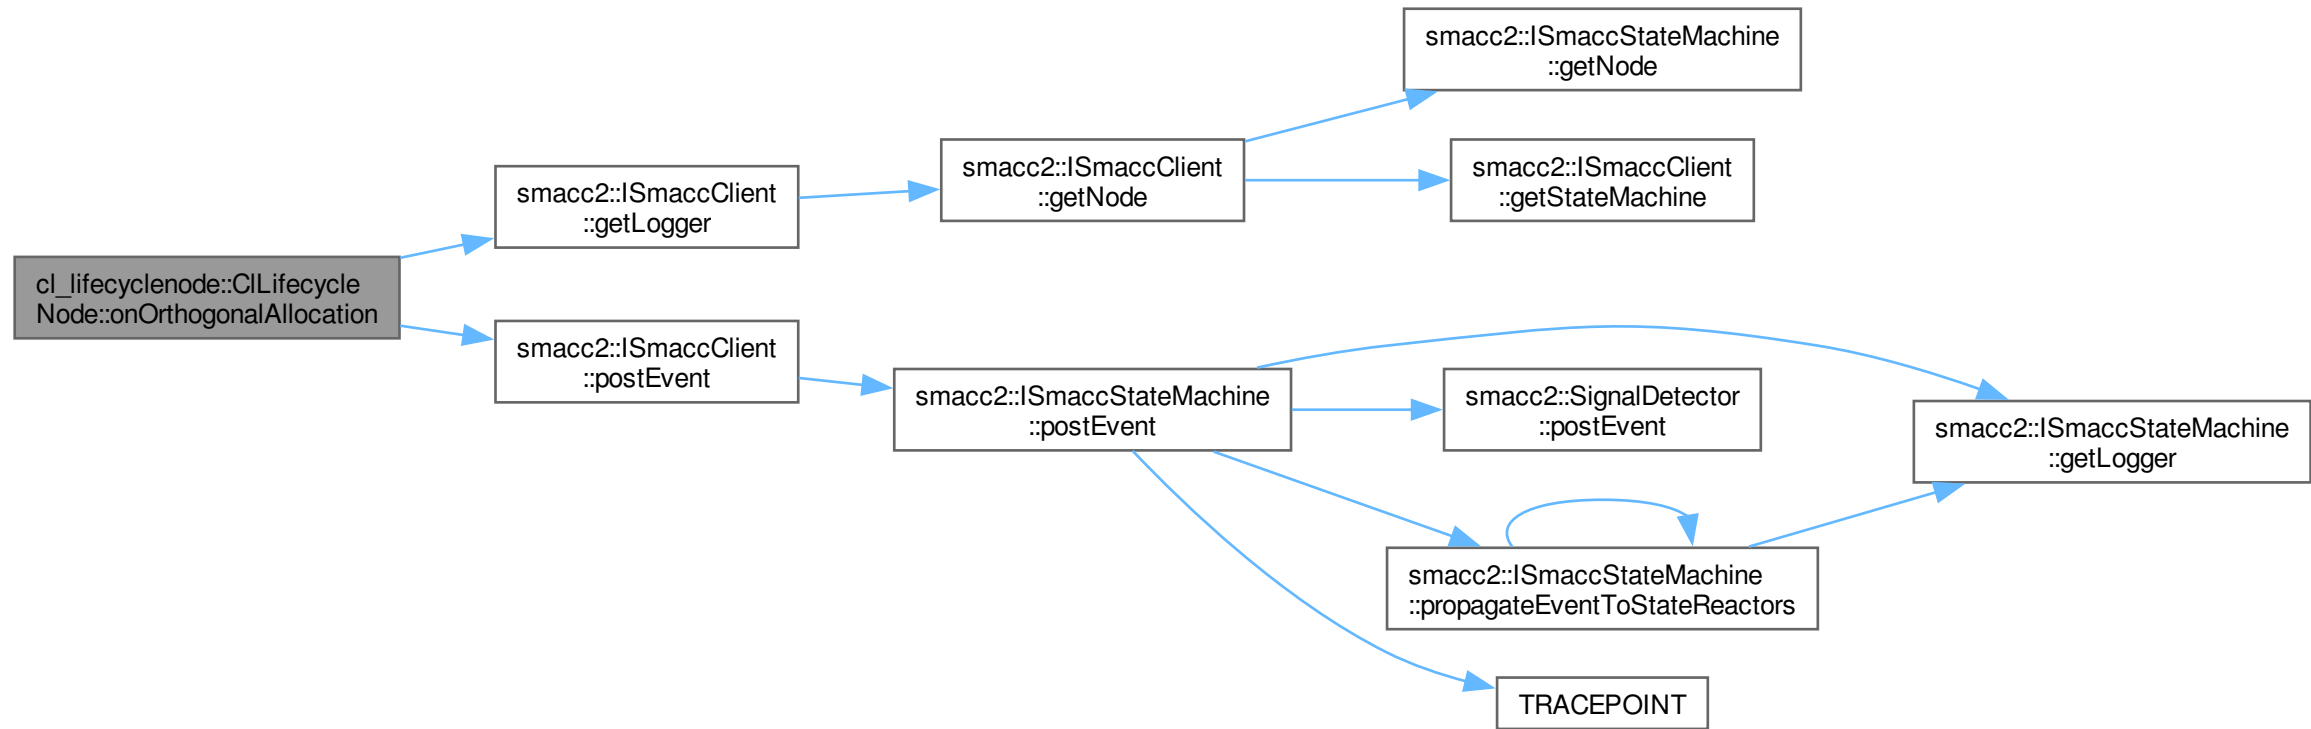 smacc2::ISmaccStateMachine
::getNode
smacc2::ISmaccClient
::getNode
smacc2::ISmaccClient
::getStateMachine
smacc2::ISmaccClient
::getLogger
cl_lifecyclenode::ClLifecycle
Node::onOrthogonalAllocation
smacc2::ISmaccClient
::postEvent
smacc2::ISmaccStateMachine
::postEvent
smacc2::SignalDetector
::postEvent
smacc2::ISmaccStateMachine
::getLogger
smacc2::ISmaccStateMachine
::propagateEventToStateReactors
TRACEPOINT